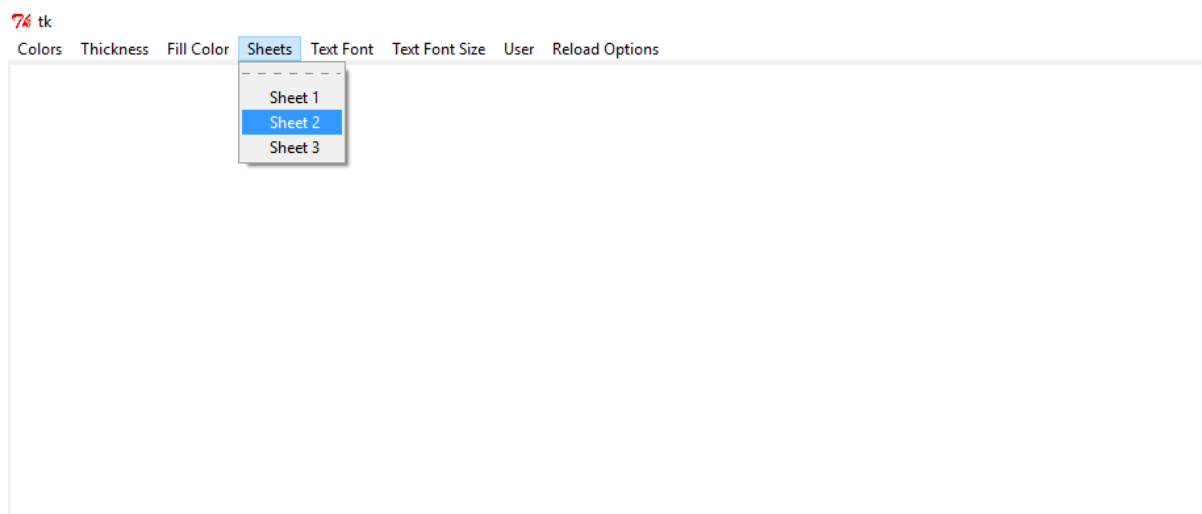 tk
Colors Thickness Fill Color Sheets Text Font Text Font Size User Reload Options
Sheet 1
Sheet 2
Sheet 3